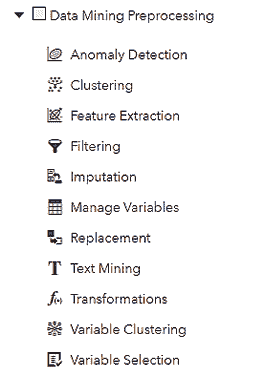 Data Mining Preprocessing
Anomaly Detection
Clustering
Feature Extraction
Filtering
Imputation
Manage Variables
Replacement
Text Mining
Transformations
Variable Clustering
Variable Selection